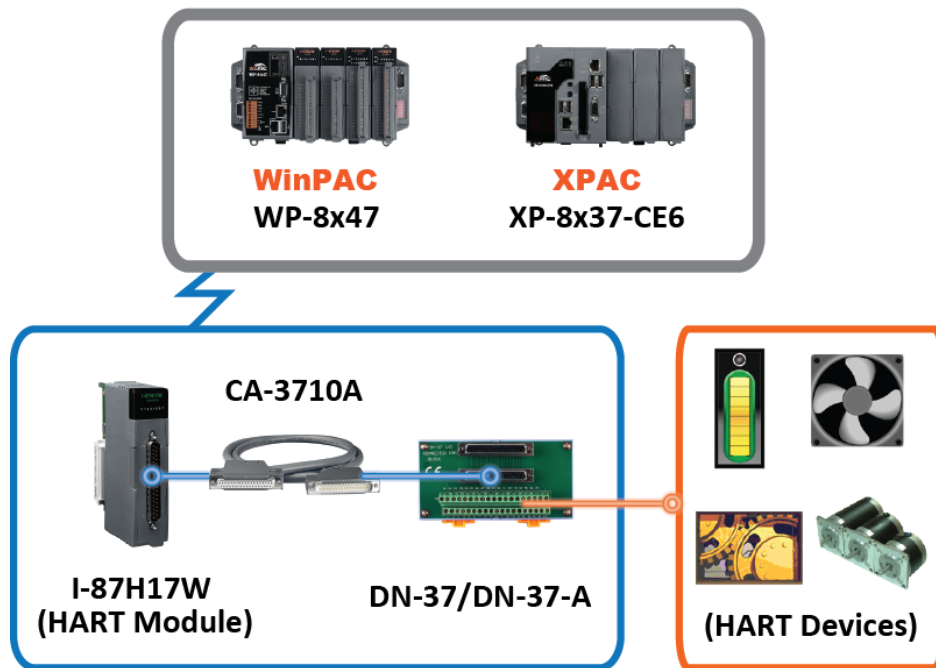 WinPAC
XPAC
WP-8x47
XP-8x37-CE6
CA-3710A
I-87H17W
(HART Module)
DN-37/DN-37-A
(HART Devices)